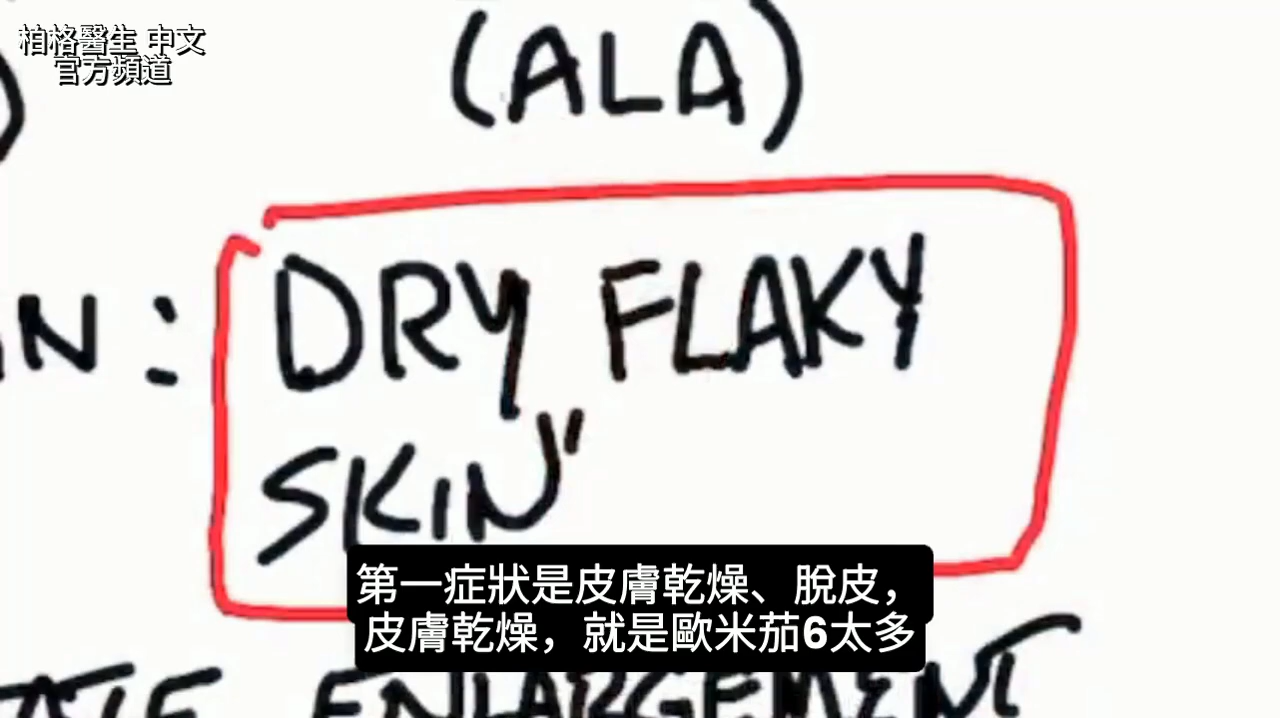 柏格醫生 中文
官方頻道
(ALA)
: DRY FLAKY
SKIN"
第一症狀是皮膚乾燥、脫皮，
皮膚乾燥，就是歐米茄6太多
ENLARGEMENT